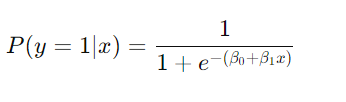 P(y = 1|x) = 1 / (1 + e^−(β₀+β₁x))